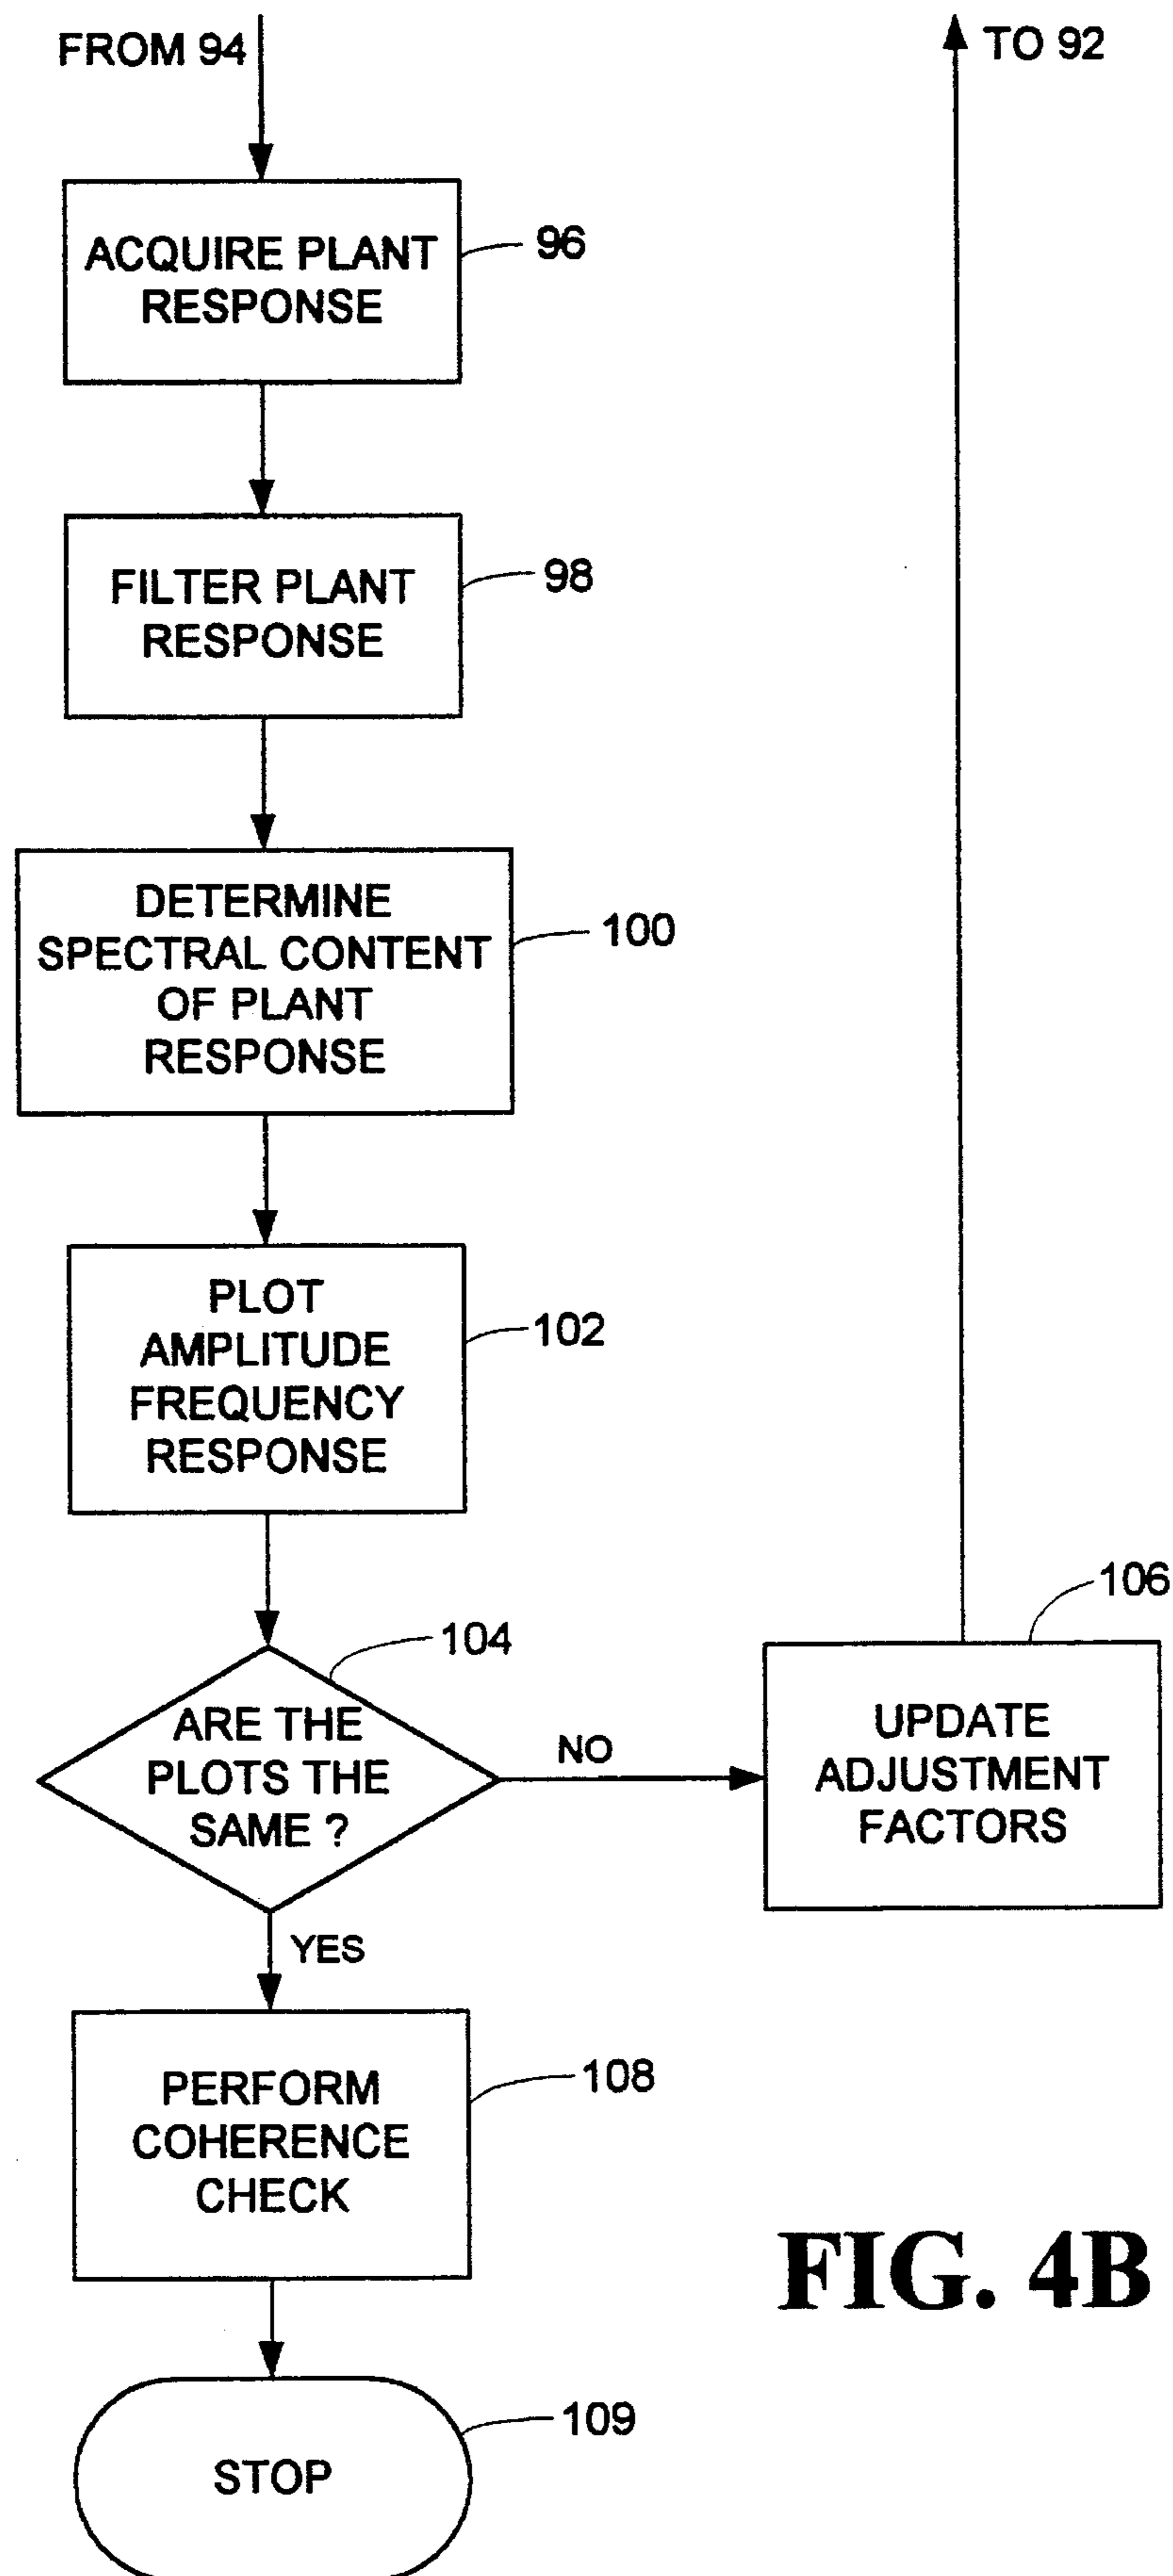 FROM 94
TO 92
ACQUIRE PLANT
RESPONSE
96
FILTER PLANT
RESPONSE
98
DETERMINE
SPECTRAL CONTENT
OF PLANT
RESPONSE
100
PLOT
AMPLITUDE
FREQUENCY
RESPONSE
102
104
ARE THE
PLOTS THE
SAME ?
NO
106
UPDATE
ADJUSTMENT
FACTORS
YES
PERFORM
COHERENCE
CHECK
108
FIG. 4B
STOP
109